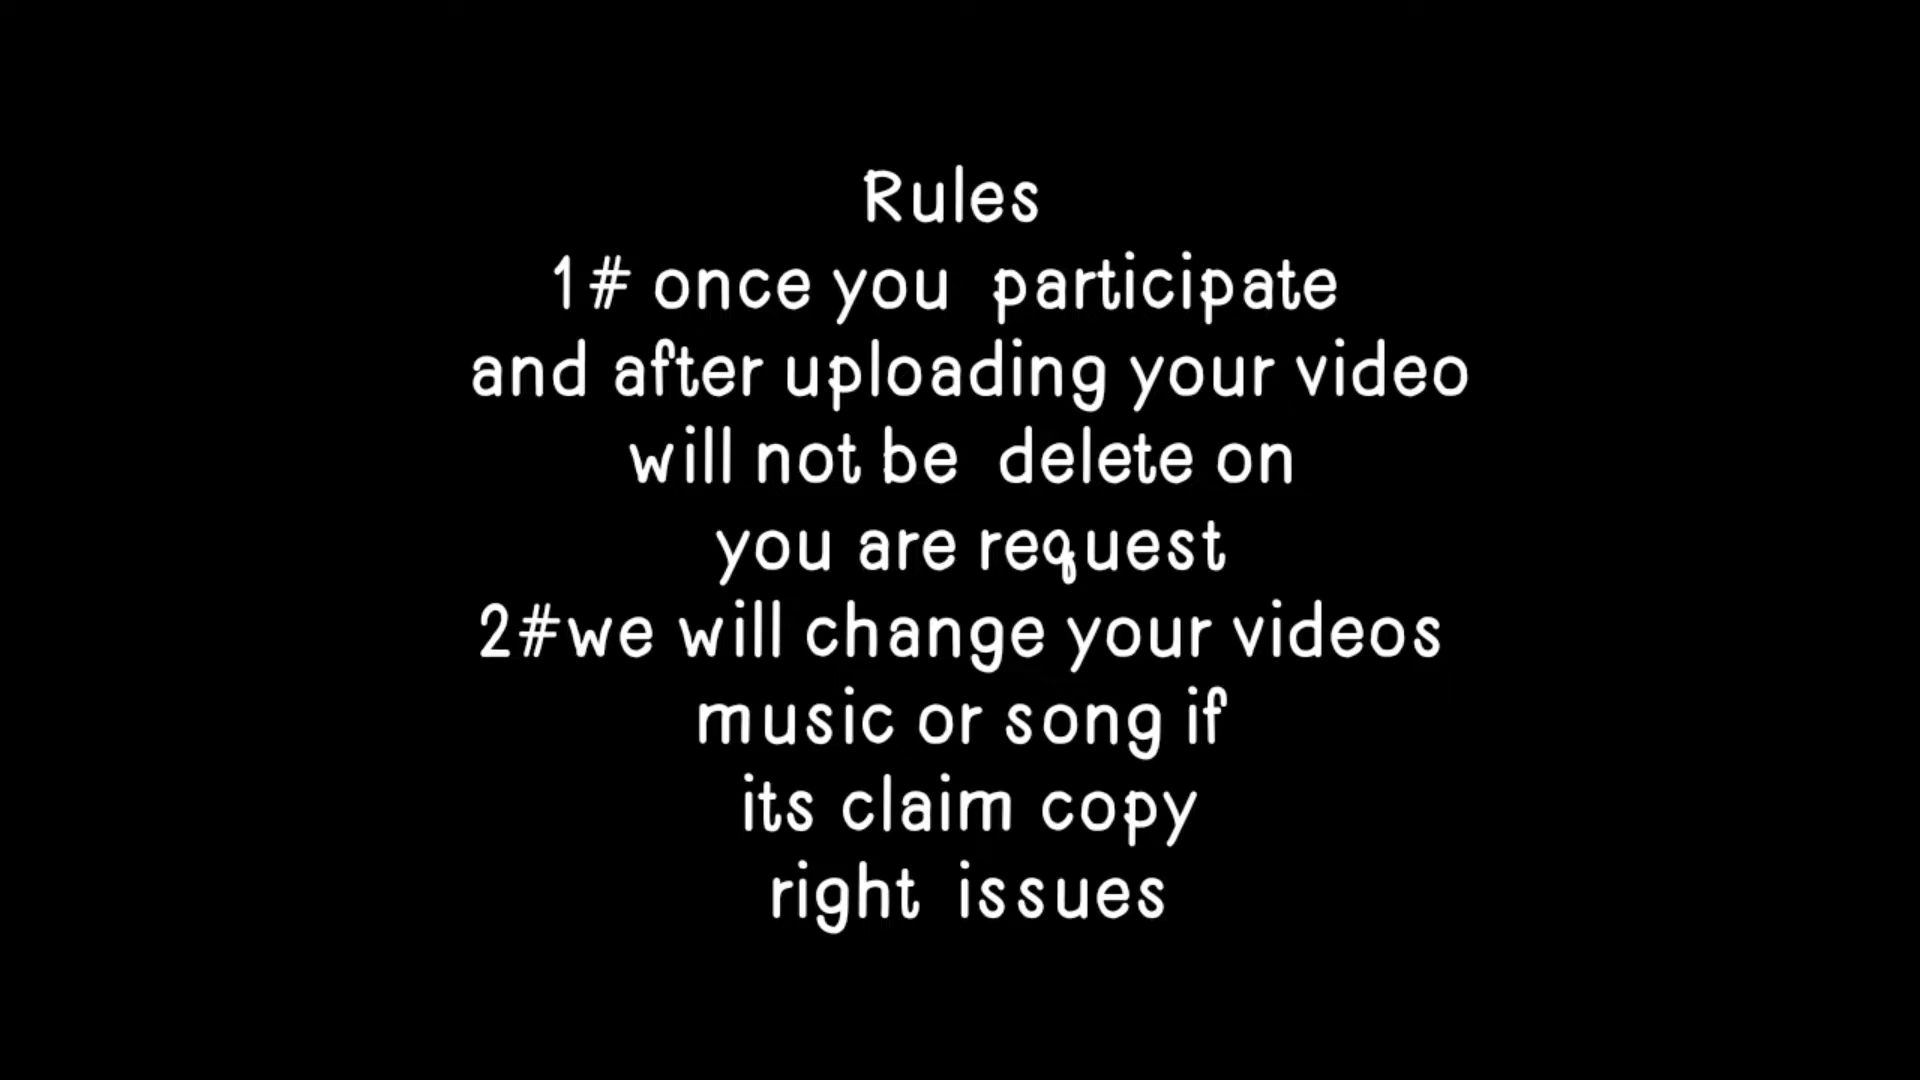 Rules
1# once you participate
and after uploading your video
will not be delete on
you are request
2#we will change your videos
music or song if
its claim copy
right issues